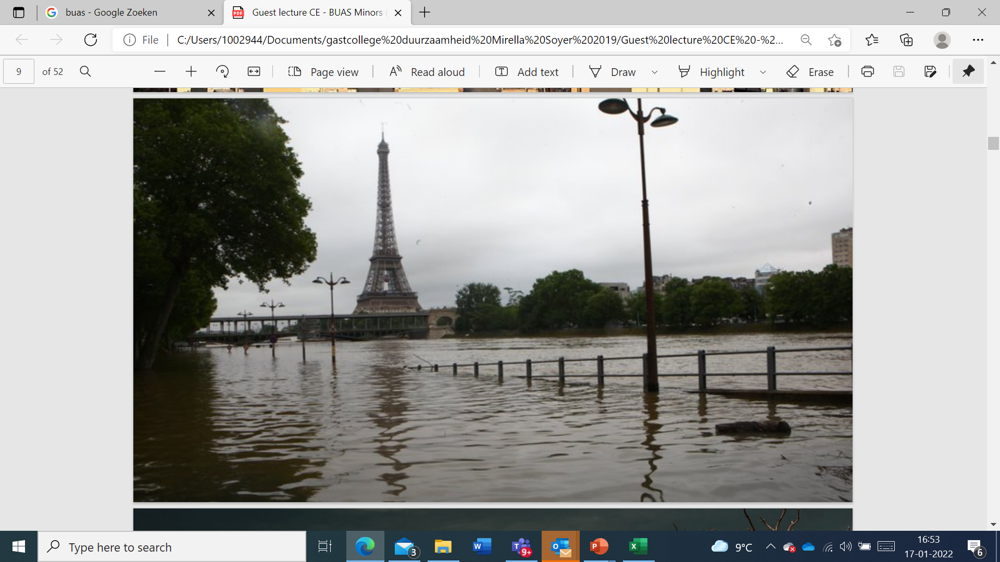 buas - Google Zoeken
Guest lecture CE - BUAS Minors
File
C:/Users/1002944/Documents/gastcollege%20duurzaamheid%20Mirella%20Soyer%202019/Guest%20lecture%20CE%20-%2...
9 of 52
Page view
Read aloud
Add text
Draw
Highlight
Erase
Type here to search
3
9+
9°C
16:53
17-01-2022
6